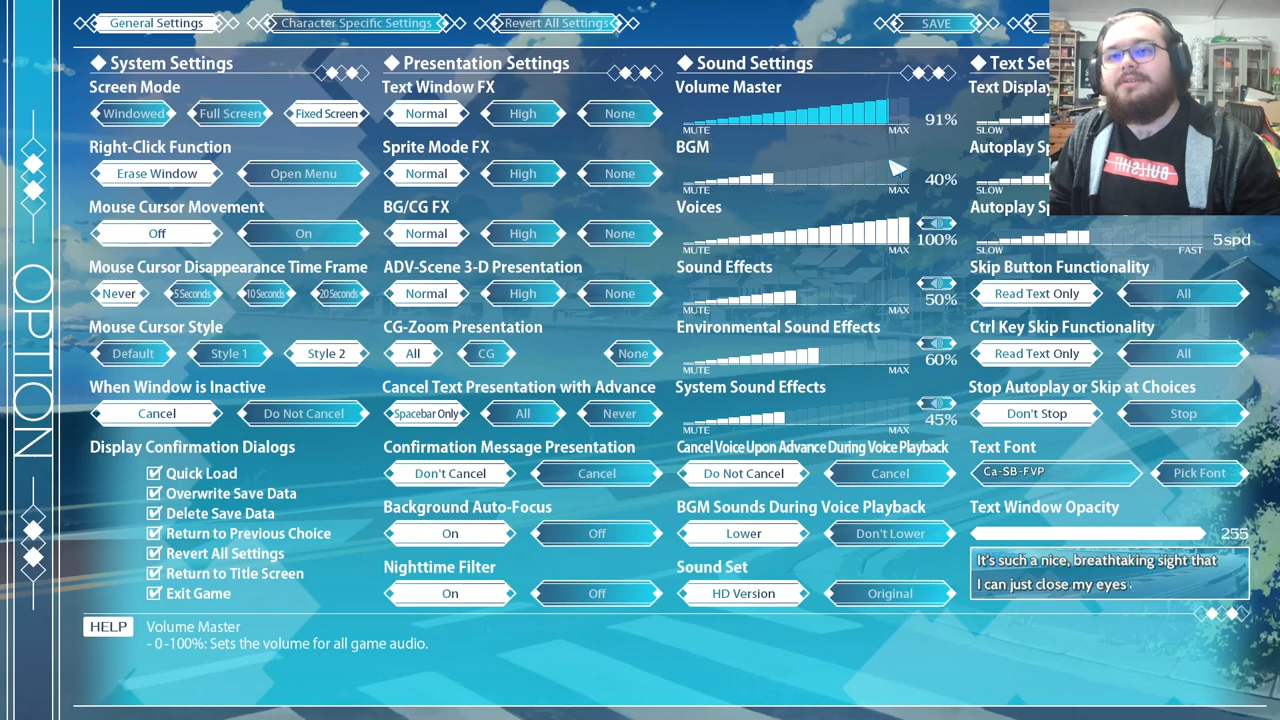 General Settings
Character Specific Settings
Revert All Settings
SAVE
OPTION
System Settings
Screen Mode
Windowed Full Screen Fixed Screen
Right-Click Function
Erase Window Open Menu
Mouse Cursor Movement
Off On
Mouse Cursor Disappearance Time Frame
Never 5 Seconds 10 Seconds 20 Seconds
Mouse Cursor Style
Default Style 1 Style 2
When Window is Inactive
Cancel Do Not Cancel
Display Confirmation Dialogs
Quick Load
Overwrite Save Data
Delete Save Data
Return to Previous Choice
Revert All Settings
Return to Title Screen
Exit Game
Presentation Settings
Text Window FX
Normal High None
Sprite Mode FX
Normal High None
BG/CG FX
Normal High None
ADV-Scene 3-D Presentation
Normal High None
CG-Zoom Presentation
All CG None
Cancel Text Presentation with Advance
Spacebar Only All Never
Confirmation Message Presentation
Don't Cancel Cancel
Background Auto-Focus
On Off
Nighttime Filter
On Off
Sound Settings
Volume Master
91%
MUTE MAX
BGM
40%
MUTE MAX
Voices
100%
MUTE MAX
Sound Effects
50%
MUTE MAX
Environmental Sound Effects
60%
MUTE MAX
System Sound Effects
45%
MUTE MAX
Cancel Voice Upon Advance During Voice Playback
Do Not Cancel Cancel
BGM Sounds During Voice Playback
Lower Don't Lower
Sound Set
HD Version Original
Text Set
Text Display
SLOW
Autoplay Sp
SLOW
Autoplay Sp
5spd
SLOW FAST
Skip Button Functionality
Read Text Only All
Ctrl Key Skip Functionality
Read Text Only All
Stop Autoplay or Skip at Choices
Don't Stop Stop
Text Font
Ca-SB-FVP Pick Font
Text Window Opacity
255
It's such a nice, breathtaking sight that
I can just close my eyes
HELP
Volume Master
- 0-100%: Sets the volume for all game audio.